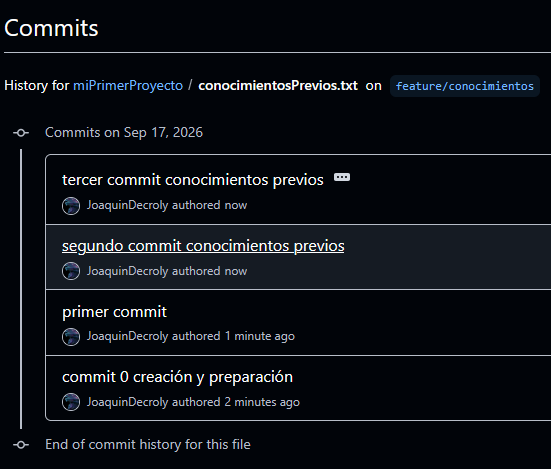 Commits
History for miPrimerProyecto / conocimientosPrevios.txt on feature/conocimientos
Commits on Sep 17, 2026
tercer commit conocimientos previos
JoaquinDecroly authored now
segundo commit conocimientos previos
JoaquinDecroly authored now
primer commit
JoaquinDecroly authored 1 minute ago
commit 0 creación y preparación
JoaquinDecroly authored 2 minutes ago
End of commit history for this file